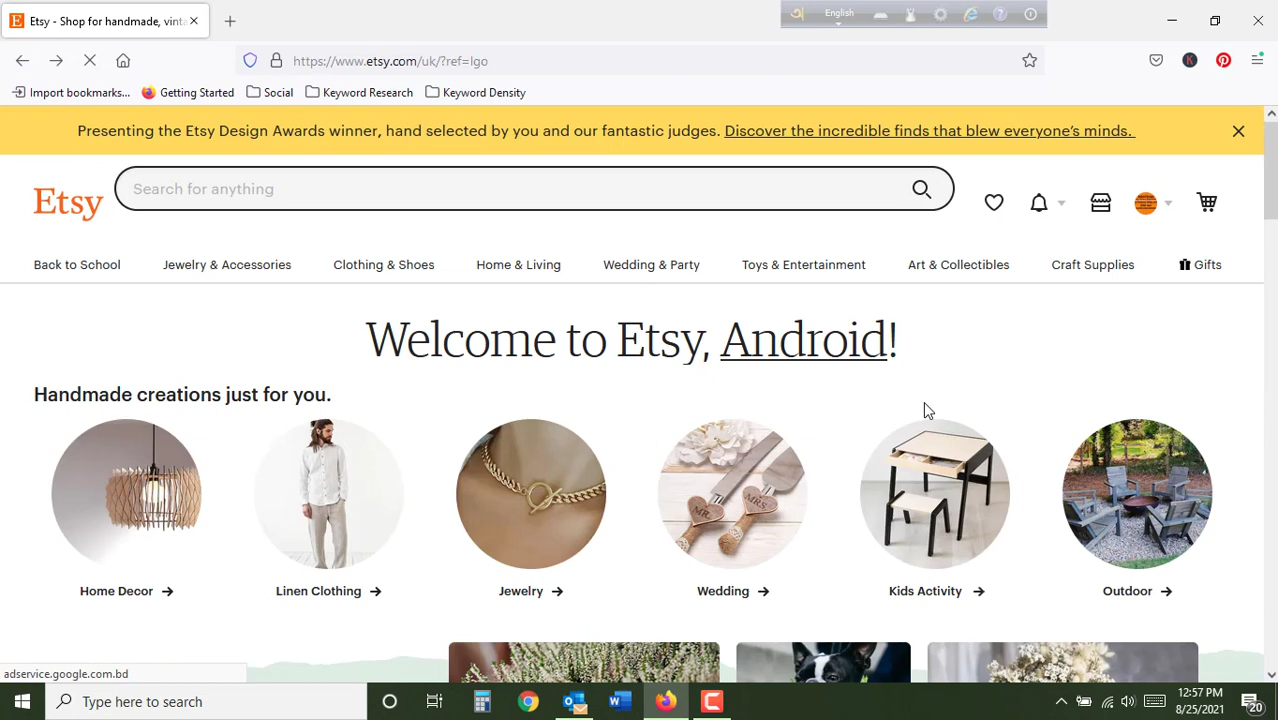 Etsy - Shop for handmade, vinta
English
https://www.etsy.com/uk/?ref=lgo
Import bookmarks...
Getting Started
Social
Keyword Research
Keyword Density
Presenting the Etsy Design Awards winner, hand selected by you and our fantastic judges. Discover the incredible finds that blew everyone's minds.
Etsy
Search for anything
Back to School
Jewelry & Accessories
Clothing & Shoes
Home & Living
Wedding & Party
Toys & Entertainment
Art & Collectibles
Craft Supplies
Gifts
Welcome to Etsy, Android!
Handmade creations just for you.
MR.
MRS.
Home Decor
Linen Clothing
Jewelry
Wedding
Kids Activity
Outdoor
adservice.google.com.bd
Type here to search
12:57 PM
8/25/2021
20